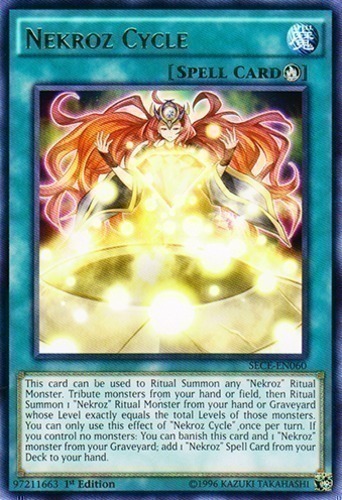 NEKROZ CYCLE
魔
[SPELL CARD]
SECE-EN060
This card can be used to Ritual Summon any "Nekroz" Ritual
Monster. Tribute monsters from your hand or field, then Ritual
Summon 1 "Nekroz" Ritual Monster from your hand or Graveyard
whose Level exactly equals the total Levels of those monsters.
You can only use this effect of "Nekroz Cycle" ,once per turn. If
you control no monsters: You can banish this card and 1 "Nekroz"
monster from your Graveyard; add 1 "Nekroz" Spell Card from your
Deck to your hand.
97211663 1st Edition ©1996 KAZUKI TAKAHASHI